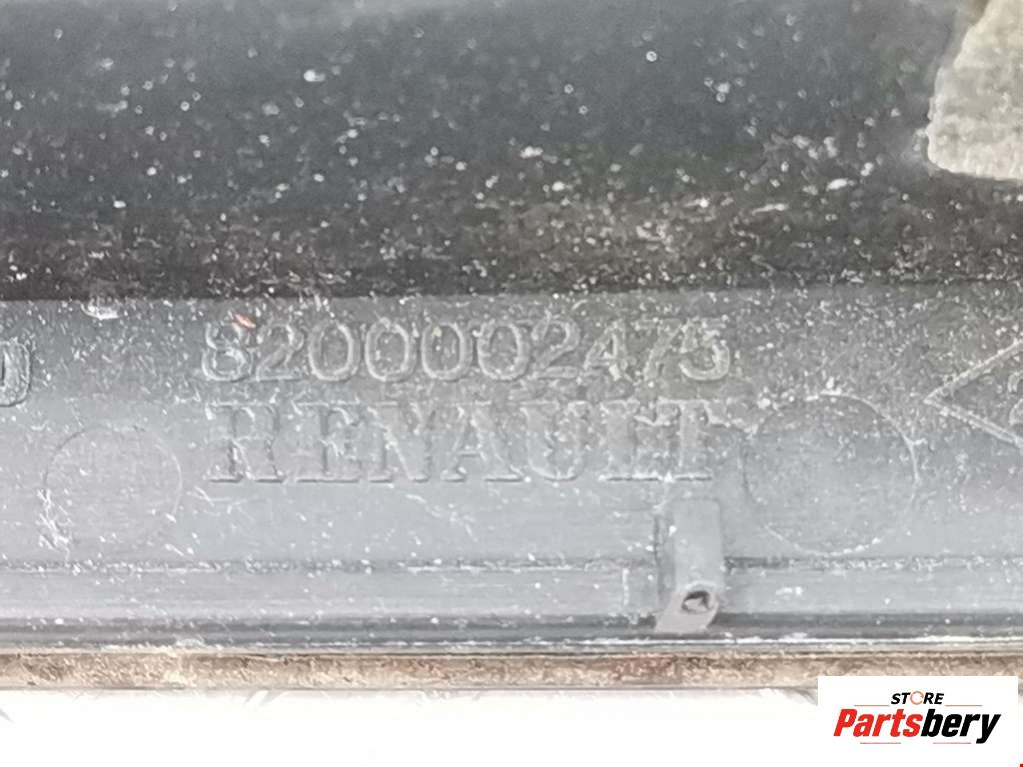 8200002475
RENAULT
STORE
Partsbery